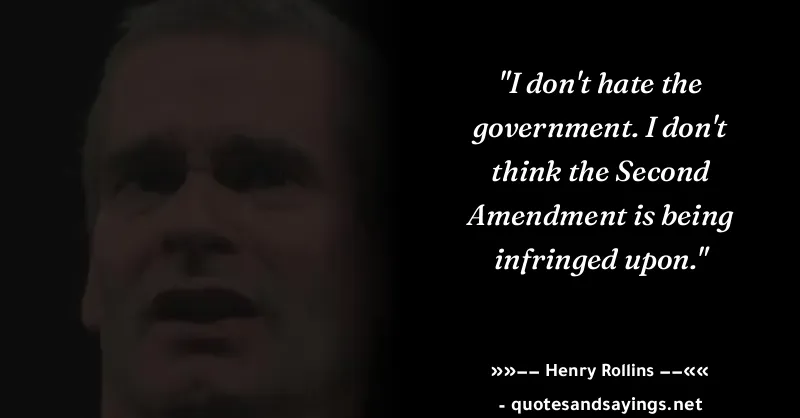 "I don't hate the
government. I don't
think the Second
Amendment is being
infringed upon."
»»–– Henry Rollins ––««
- quotesandsayings.net